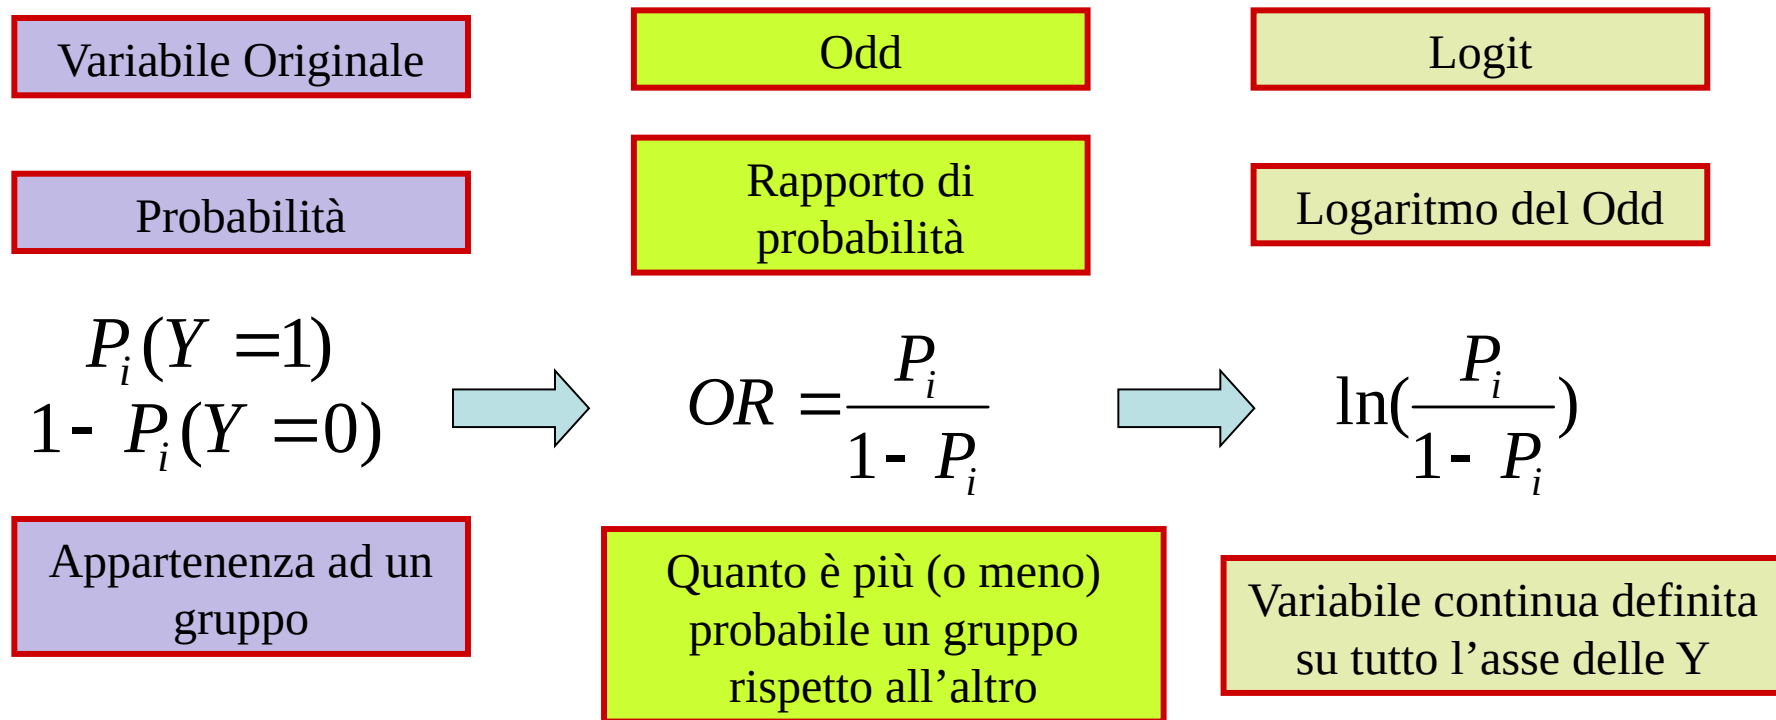 Variabile Originale
Probabilità
P_i(Y =1)
1- P_i(Y =0)
Appartenenza ad un
gruppo
Odd
Rapporto di
probabilità
OR = P_i / 1- P_i
Quanto è più (o meno)
probabile un gruppo
rispetto all’altro
Logit
Logaritmo del Odd
ln(P_i / 1- P_i)
Variabile continua definita
su tutto l’asse delle Y